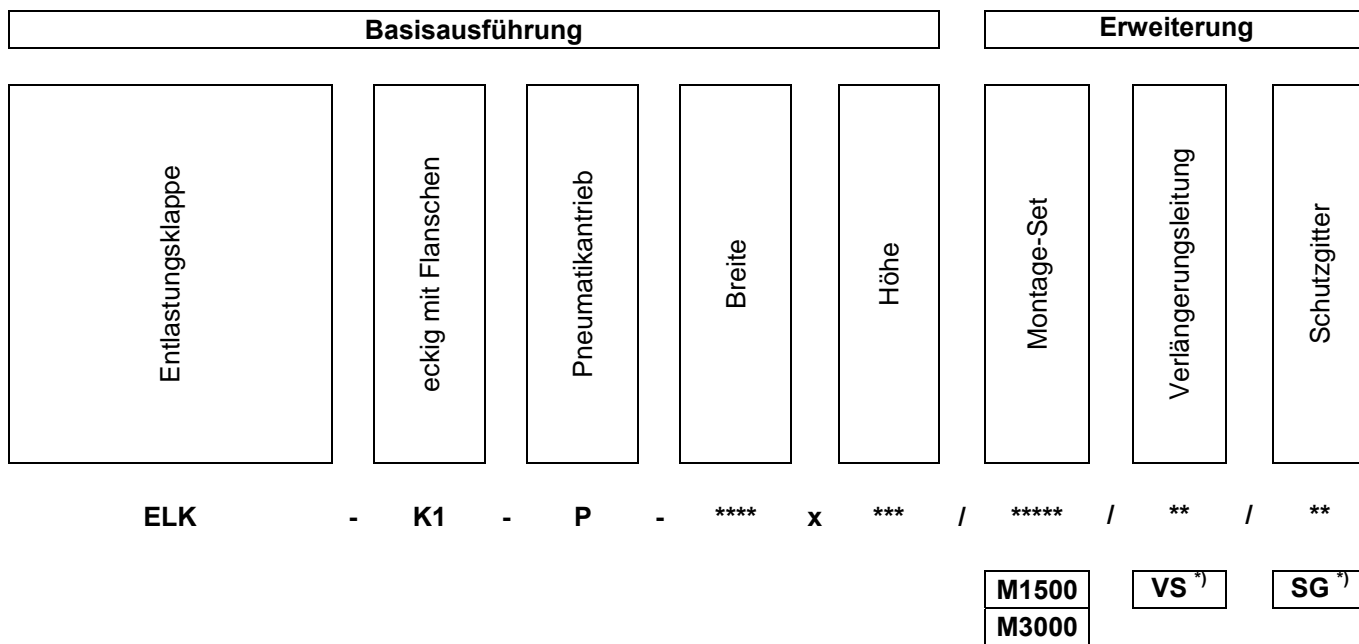 Basisausführung Erweiterung
Entlastungsklappe
eckig mit Flanschen
Pneumatikantrieb
Breite
Höhe
Montage-Set
Verlängerungsleitung
Schutzgitter
ELK - K1 - P - **** x *** / ***** / ** / **
M1500 VS *) SG *)
M3000